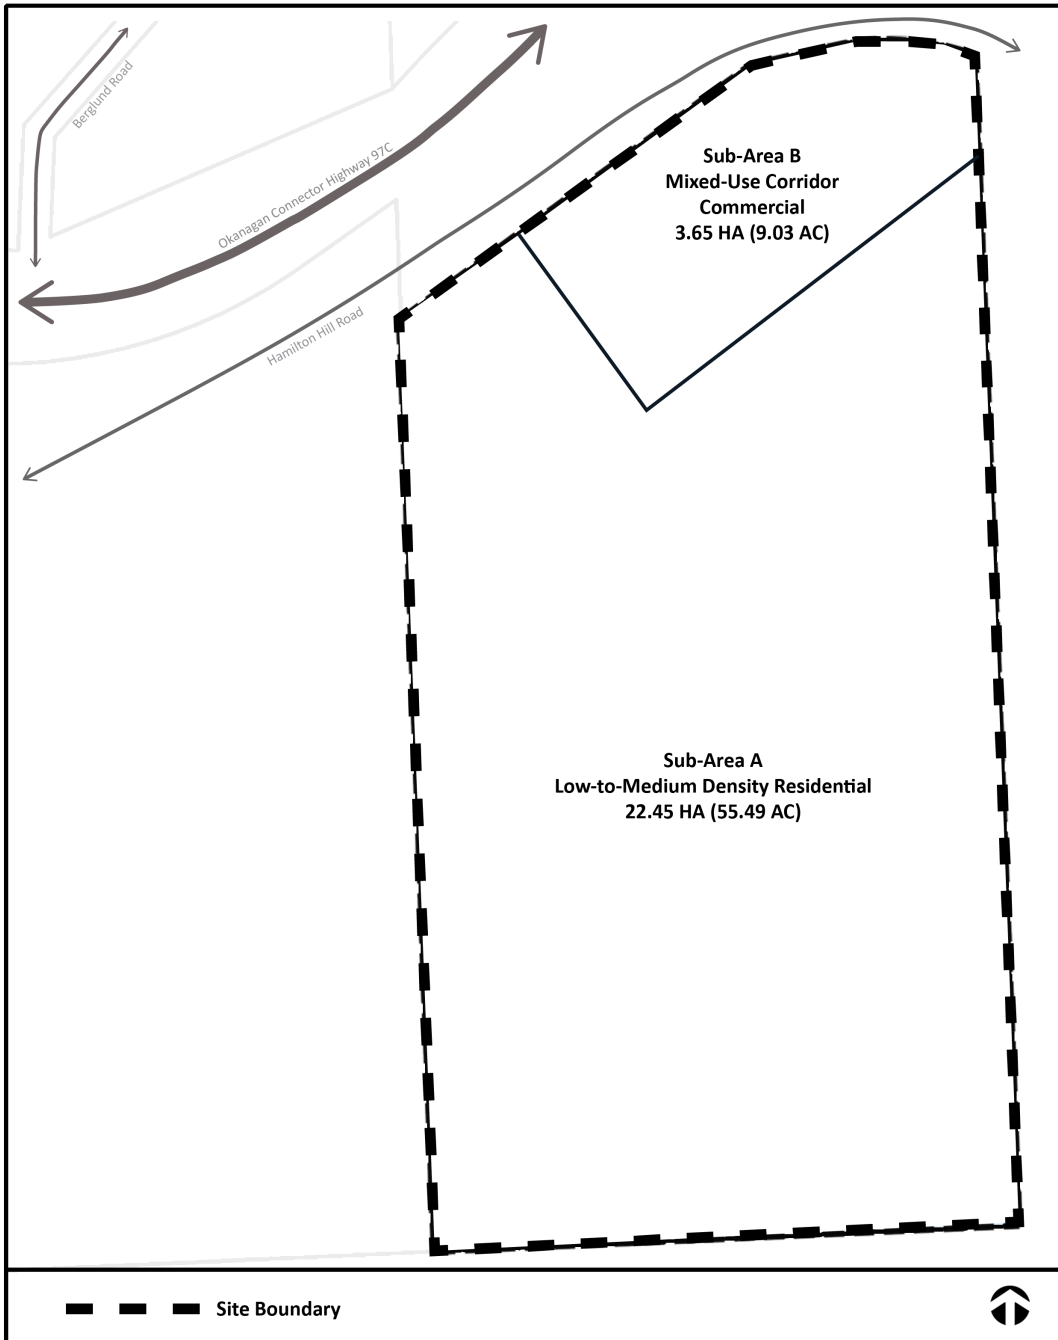 Berglund Road
Okanagan Connector Highway 97C
Hamilton Hill Road
Sub-Area B
Mixed-Use Corridor
Commercial
3.65 HA (9.03 AC)
Sub-Area A
Low-to-Medium Density Residential
22.45 HA (55.49 AC)
Site Boundary